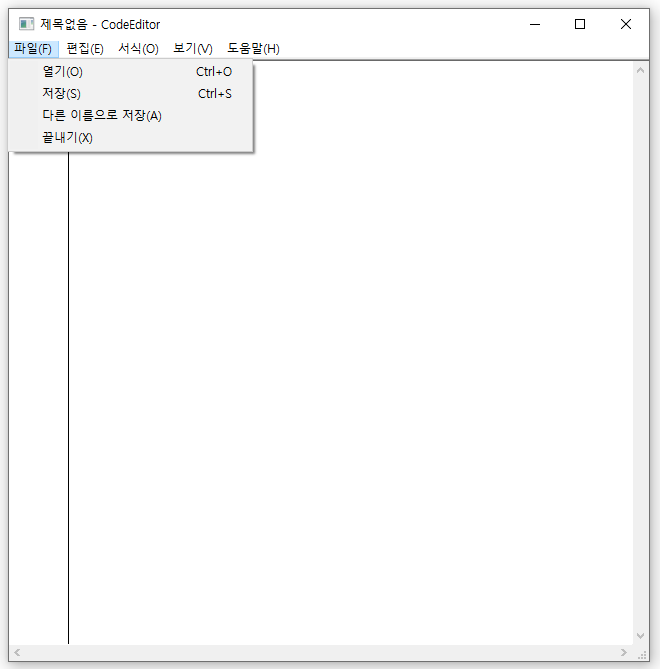 제목없음 - CodeEditor
파일(F) 편집(E) 서식(O) 보기(V) 도움말(H)
열기(O) Ctrl+O
저장(S) Ctrl+S
다른 이름으로 저장(A)
끝내기(X)